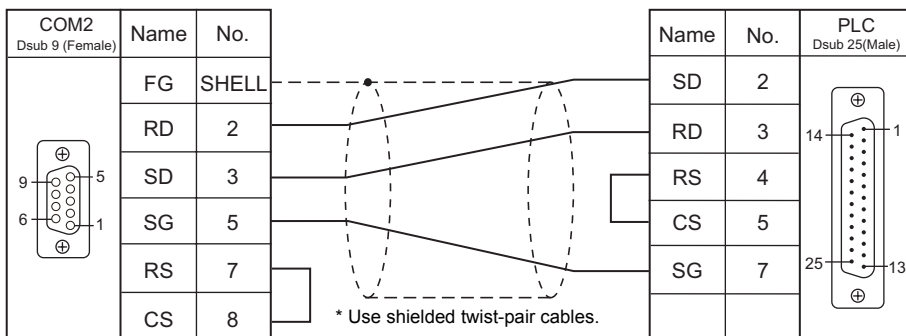 COM2
Dsub 9 (Female)
Name No.
FG SHELL
RD 2
SD 3
SG 5
RS 7
CS 8
9
5
6
1
* Use shielded twist-pair cables.
Name No.
PLC
Dsub 25(Male)
SD 2
RD 3
RS 4
CS 5
SG 7
14
1
25
13